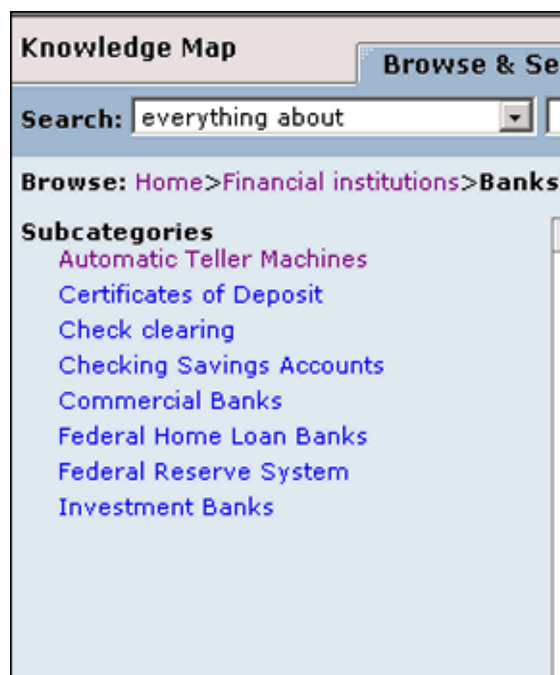 Knowledge Map
Browse & Se
Search: everything about
Browse: Home>Financial institutions>Banks
Subcategories
Automatic Teller Machines
Certificates of Deposit
Check clearing
Checking Savings Accounts
Commercial Banks
Federal Home Loan Banks
Federal Reserve System
Investment Banks